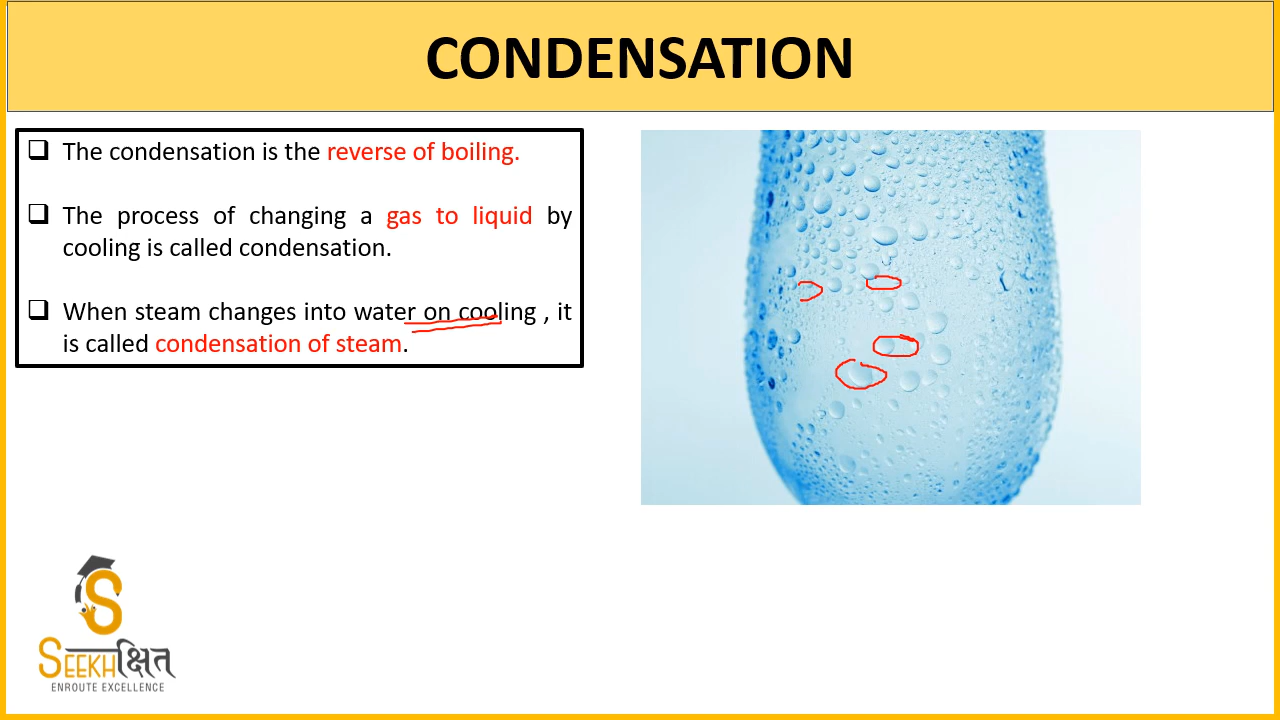 CONDENSATION
The condensation is the reverse of boiling.
The process of changing a gas to liquid by
cooling is called condensation.
When steam changes into water on cooling , it
is called condensation of steam.
S
SEEKHक्षित
ENROUTE EXCELLENCE